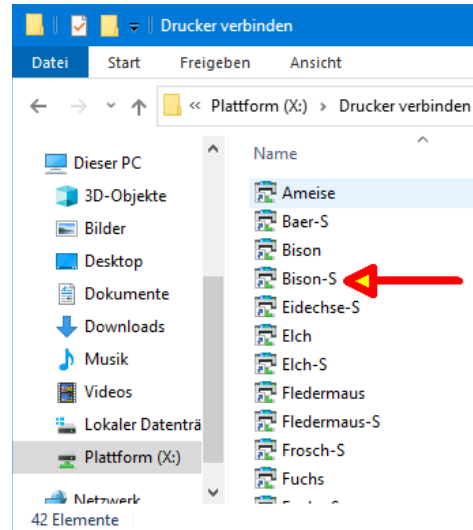 Drucker verbinden
Datei Start Freigeben Ansicht
« Plattform (X:) > Drucker verbinden
Dieser PC
3D-Objekte
Bilder
Desktop
Dokumente
Downloads
Musik
Videos
Lokaler Datenträ
Plattform (X:)
Netzwerk
Name
Ameise
Baer-S
Bison
Bison-S
Eidechse-S
Elch
Elch-S
Fledermaus
Fledermaus-S
Frosch-S
Fuchs
42 Elemente